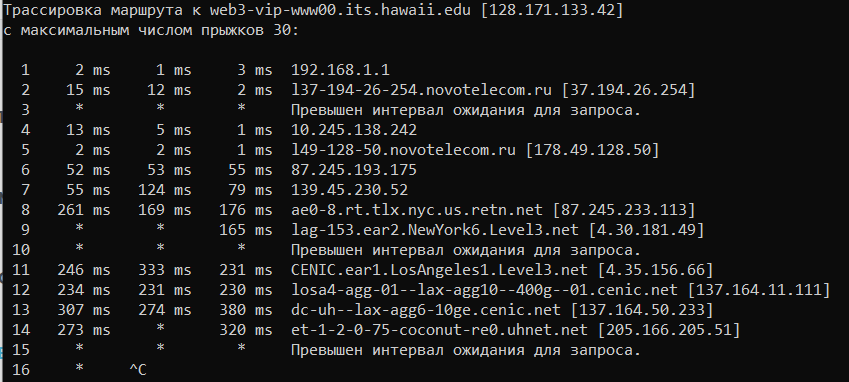 Трассировка маршрута к web3-vip-www00.its.hawaii.edu [128.171.133.42]
с максимальным числом прыжков 30:
1 2 ms 1 ms 3 ms 192.168.1.1
2 15 ms 12 ms 2 ms l37-194-26-254.novotelecom.ru [37.194.26.254]
3 * * * Превышен интервал ожидания для запроса.
4 13 ms 5 ms 1 ms 10.245.138.242
5 2 ms 2 ms 1 ms l49-128-50.novotelecom.ru [178.49.128.50]
6 52 ms 53 ms 55 ms 87.245.193.175
7 55 ms 124 ms 79 ms 139.45.230.52
8 261 ms 169 ms 176 ms ae0-8.rt.tlx.nyc.us.retn.net [87.245.233.113]
9 * * 165 ms lag-153.ear2.NewYork6.Level3.net [4.30.181.49]
10 * * * Превышен интервал ожидания для запроса.
11 246 ms 333 ms 231 ms CENIC.ear1.LosAngeles1.Level3.net [4.35.156.66]
12 234 ms 231 ms 230 ms losa4-agg-01--lax-agg10--400g--01.cenic.net [137.164.11.111]
13 307 ms 274 ms 380 ms dc-uh--lax-agg6-10ge.cenic.net [137.164.50.233]
14 273 ms * 320 ms et-1-2-0-75-coconut-re0.uhnet.net [205.166.205.51]
15 * * * Превышен интервал ожидания для запроса.
16 * ^C